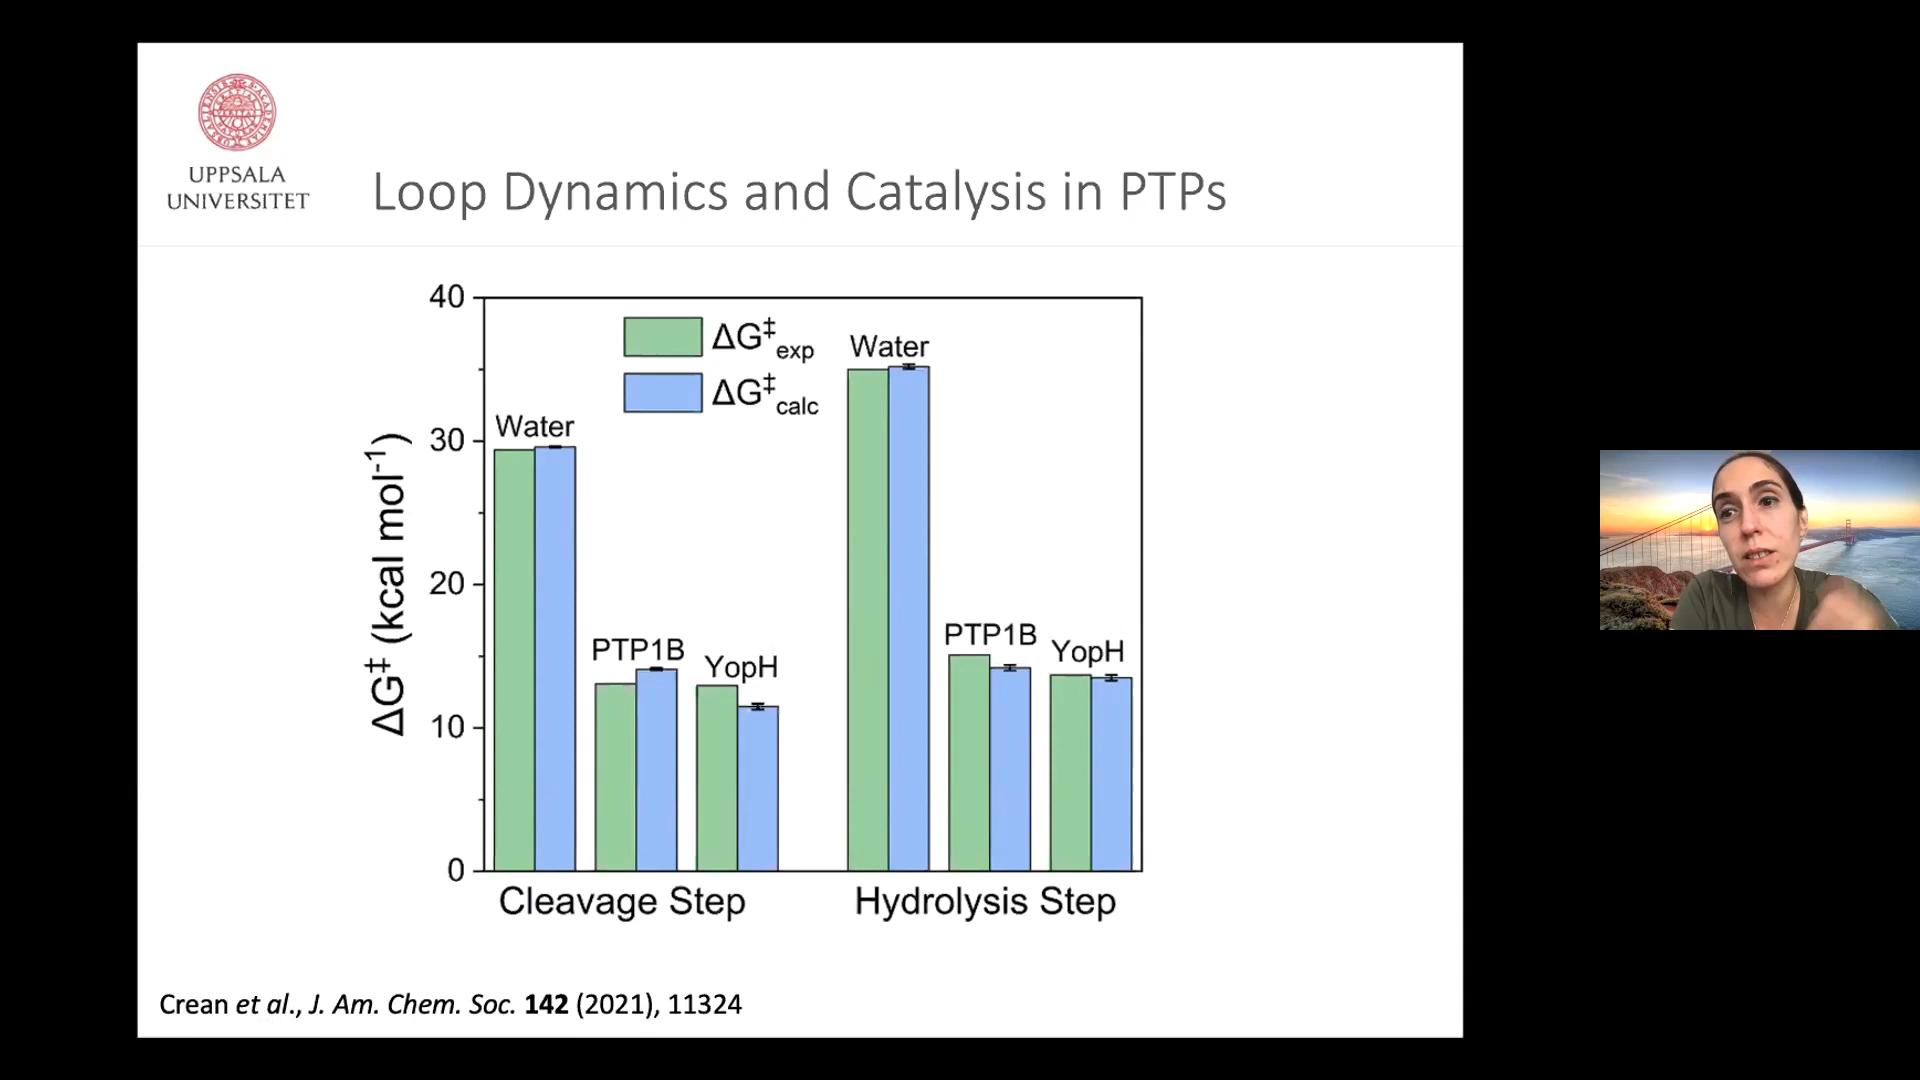 UPPSALA
UNIVERSITET
Loop Dynamics and Catalysis in PTPs
40
30
20
10
0
ΔG‡ (kcal mol-1)
ΔG‡exp
ΔG‡calc
Water
PTP1B
YopH
Water
PTP1B
YopH
Cleavage Step
Hydrolysis Step
Crean et al., J. Am. Chem. Soc. 142 (2021), 11324